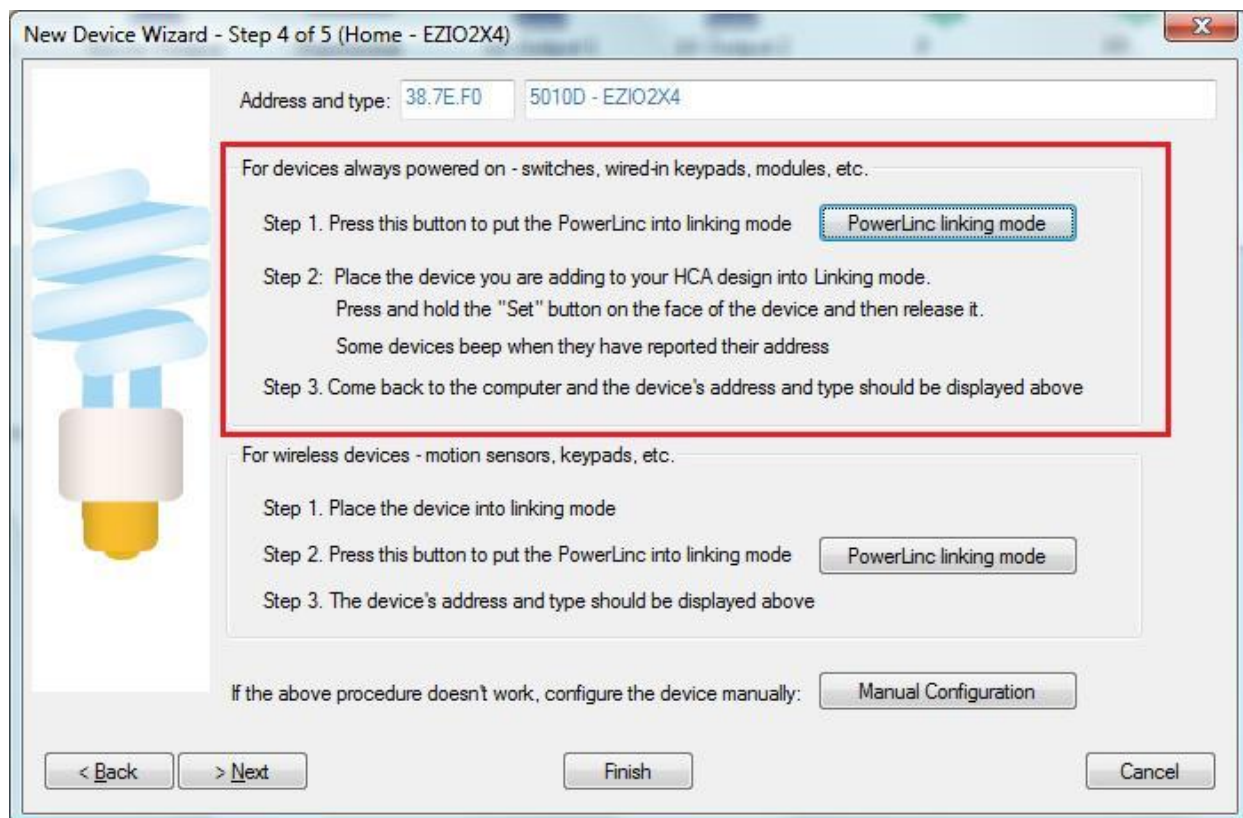 New Device Wizard - Step 4 of 5 (Home - EZIO2X4)
Address and type: 38.7E.F0 5010D - EZIO2X4
For devices always powered on - switches, wired-in keypads, modules, etc.
Step 1. Press this button to put the PowerLinc into linking mode PowerLinc linking mode
Step 2: Place the device you are adding to your HCA design into Linking mode.
Press and hold the "Set" button on the face of the device and then release it.
Some devices beep when they have reported their address
Step 3. Come back to the computer and the device's address and type should be displayed above
For wireless devices - motion sensors, keypads, etc.
Step 1. Place the device into linking mode
Step 2. Press this button to put the PowerLinc into linking mode PowerLinc linking mode
Step 3. The device's address and type should be displayed above
If the above procedure doesn't work, configure the device manually: Manual Configuration
< Back > Next Finish Cancel